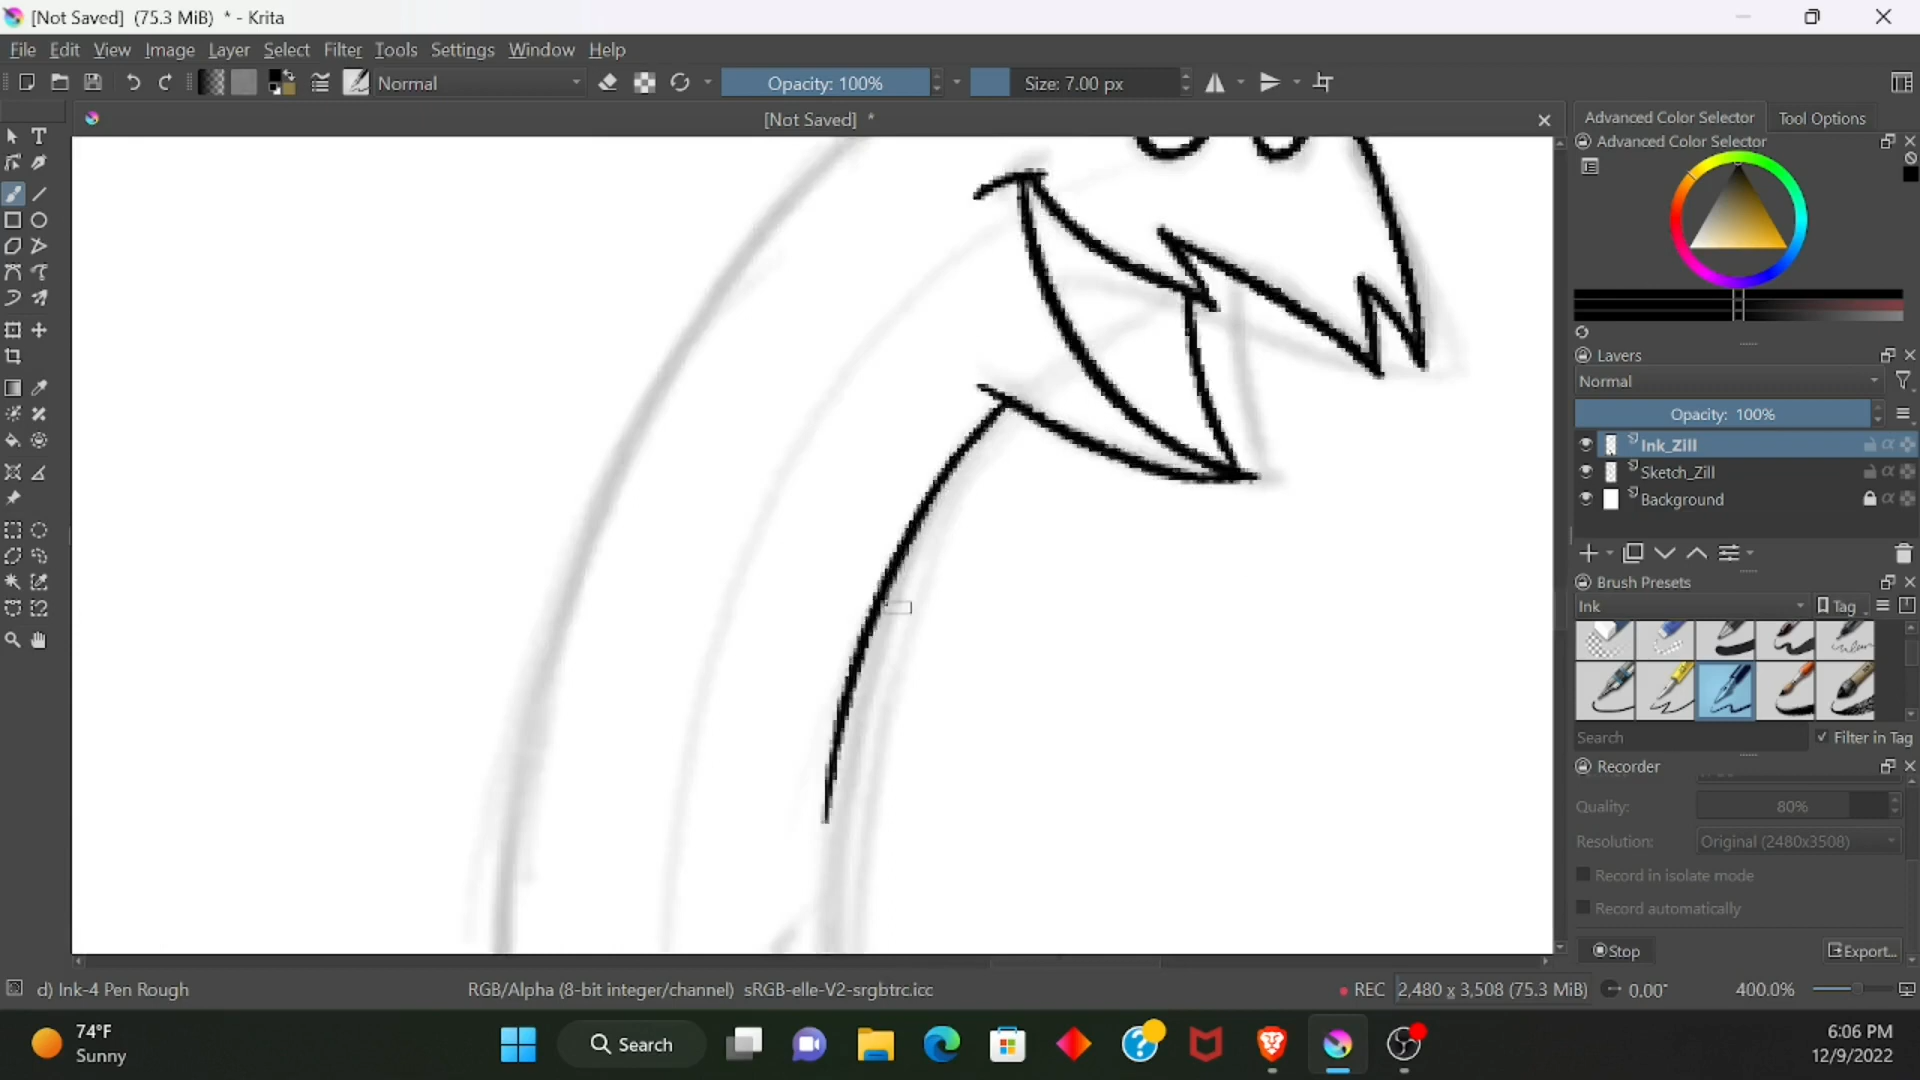 [Not Saved] (75.3 MiB) * - Krita
File Edit View Image Layer Select Filter Tools Settings Window Help
Normal Opacity: 100% Size: 7.00 px
[Not Saved] *
Advanced Color Selector Tool Options
Advanced Color Selector
Layers
Normal
Opacity: 100%
Ink_Zill
Sketch_Zill
Background
Brush Presets
Ink Tag
Search Filter in Tag
Recorder
Quality: 80%
Resolution: Original (2480x3508)
Record in isolate mode
Record automatically
Stop Export...
d) Ink-4 Pen Rough RGB/Alpha (8-bit integer/channel) sRGB-elle-V2-srgbtrc.icc REC 2,480 x 3,508 (75.3 MiB) 0.00° 400.0%
74°F
Sunny
Search
6:06 PM
12/9/2022